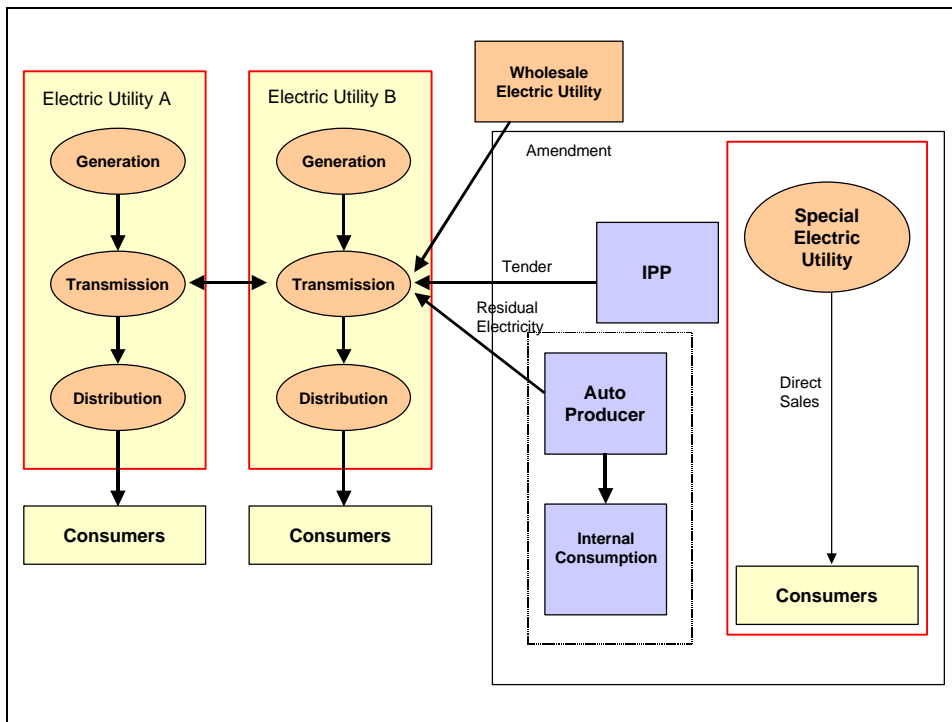 Electric Utility A
Generation
Transmission
Distribution
Consumers
Electric Utility B
Generation
Transmission
Distribution
Consumers
Wholesale
Electric Utility
Amendment
Tender
IPP
Residual
Electricity
Auto
Producer
Internal
Consumption
Special
Electric
Utility
Direct
Sales
Consumers